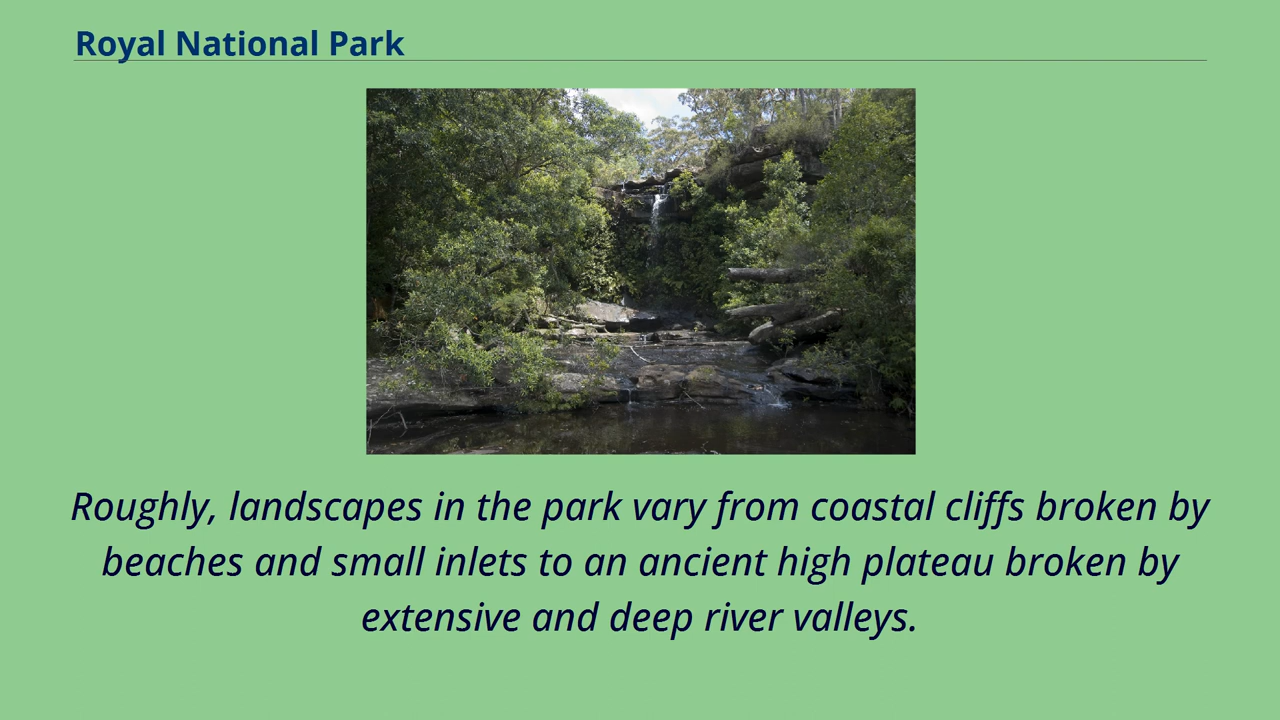 Royal National Park
Roughly, landscapes in the park vary from coastal cliffs broken by
beaches and small inlets to an ancient high plateau broken by
extensive and deep river valleys.